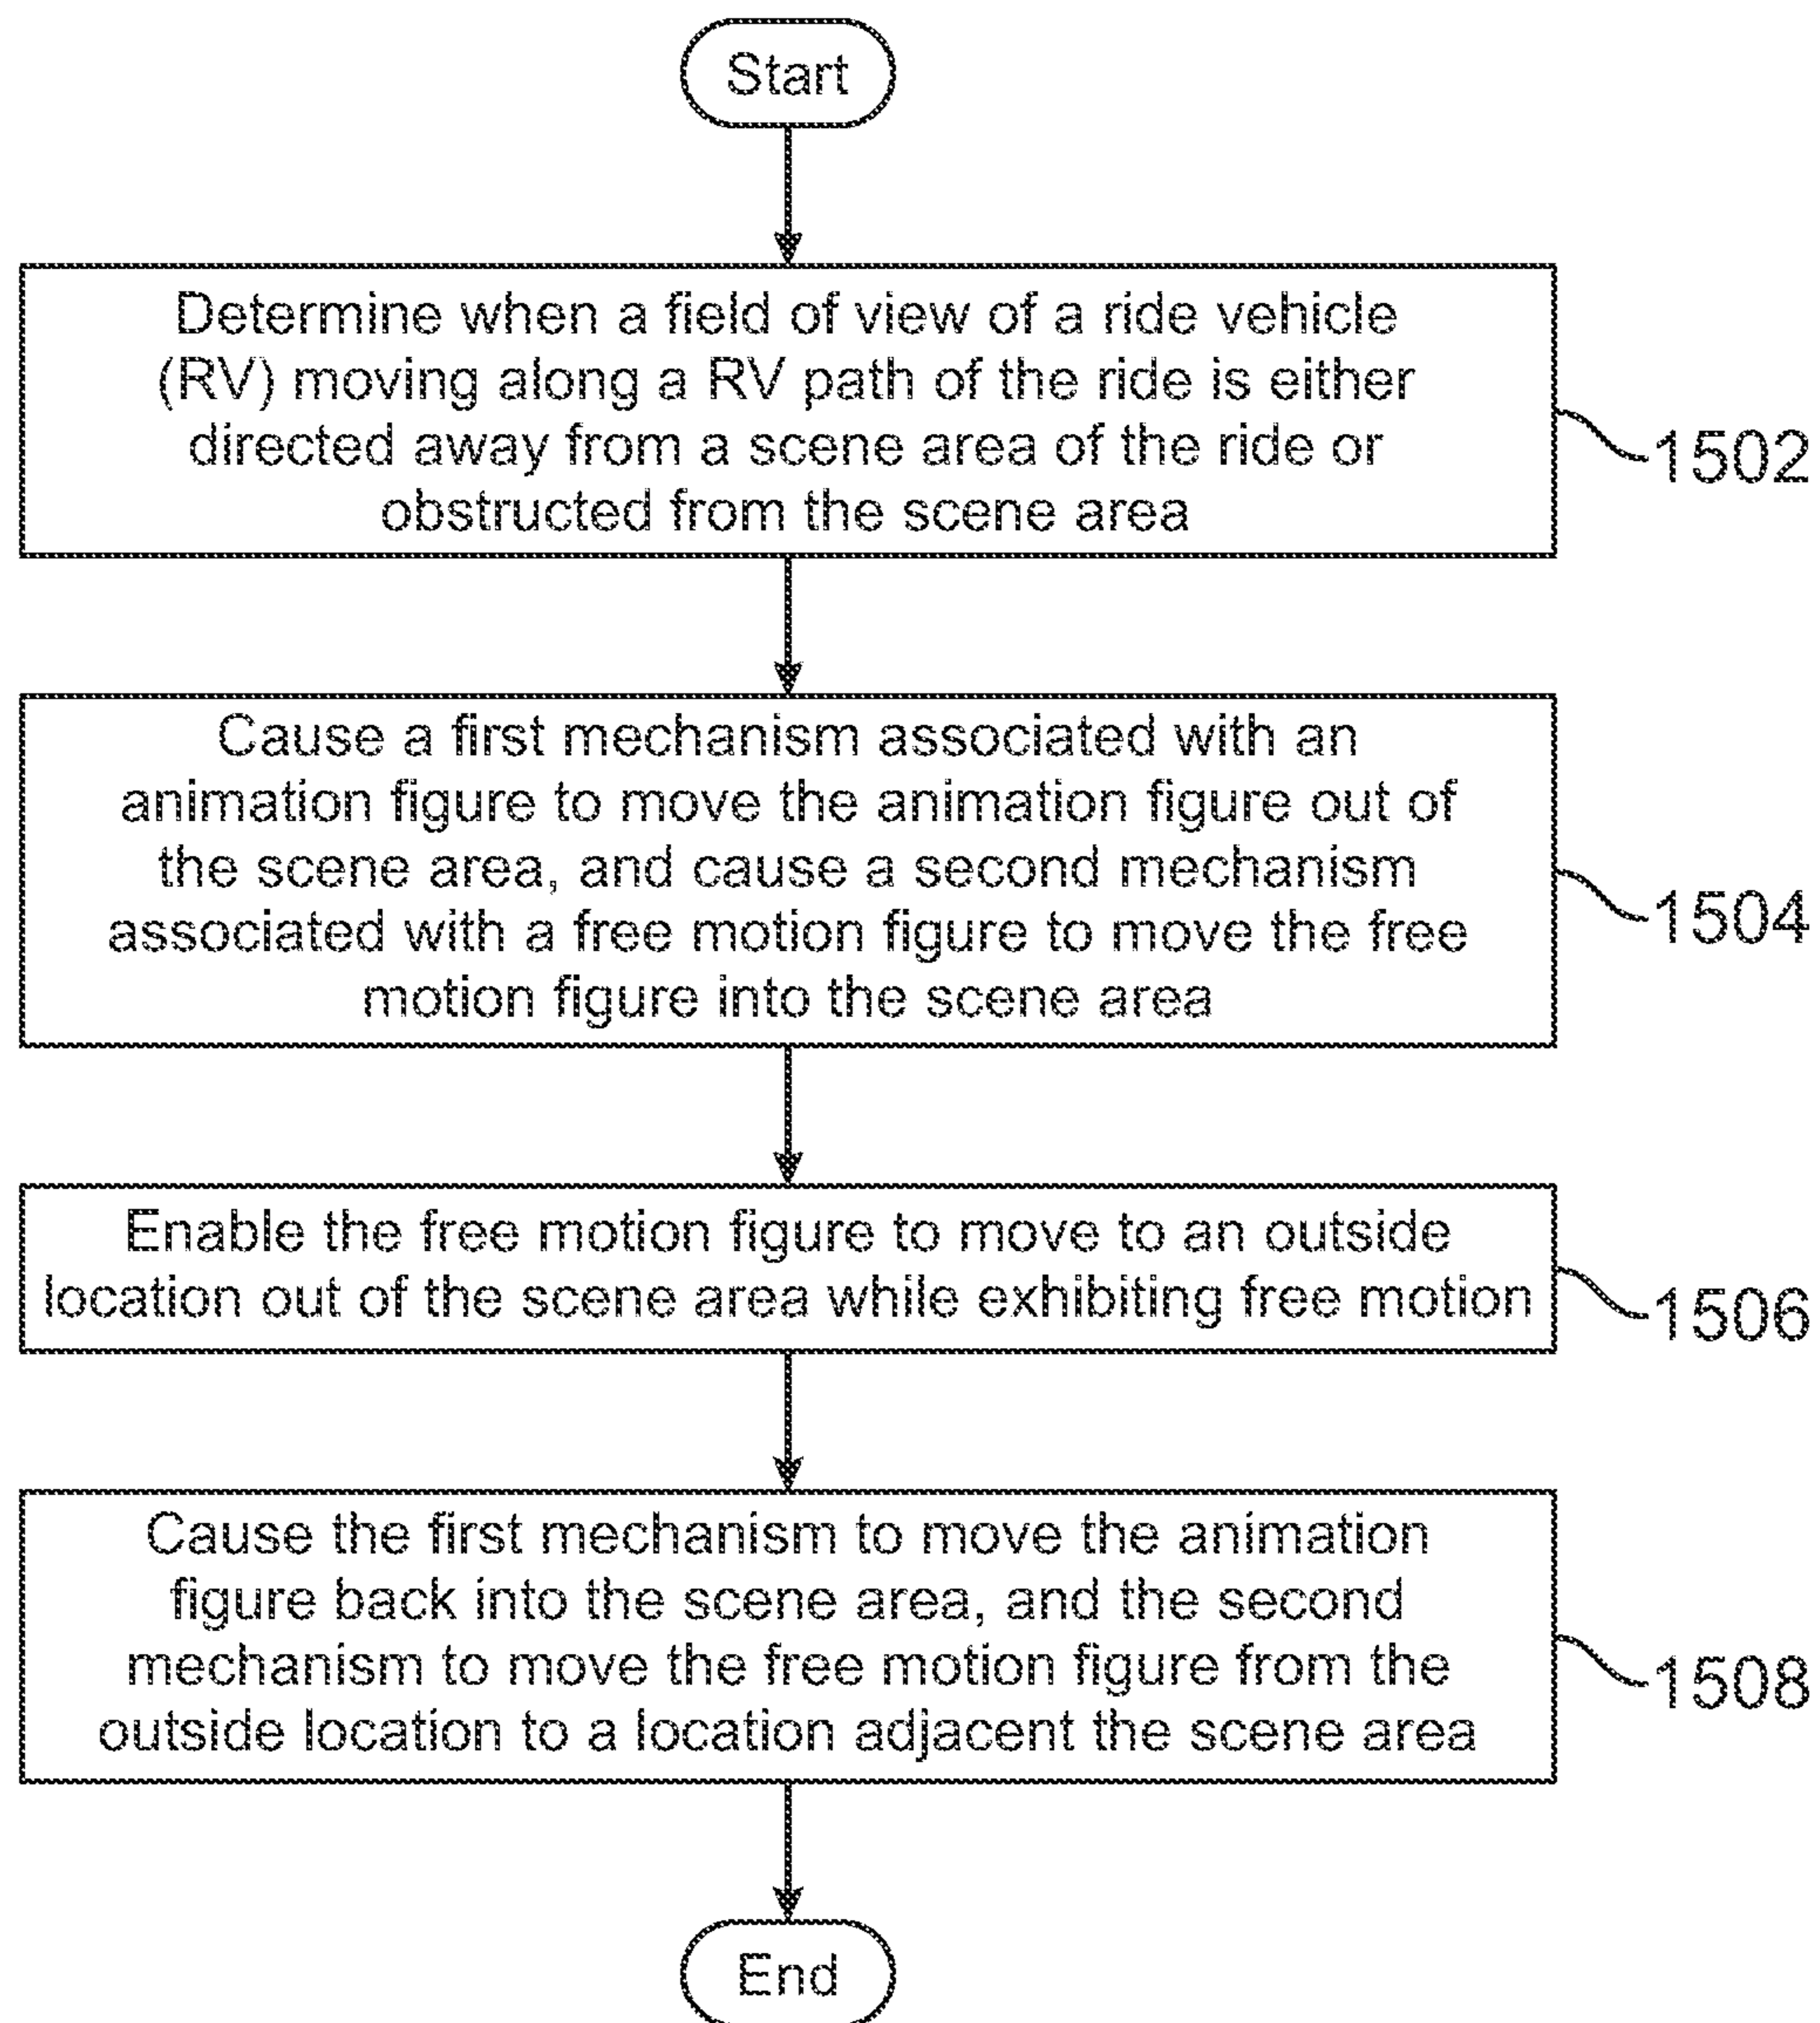 Start
Determine when a field of view of a ride vehicle
(RV) moving along a RV path of the ride is either
directed away from a scene area of the ride or
obstructed from the scene area
1502
Cause a first mechanism associated with an
animation figure to move the animation figure out of
the scene area, and cause a second mechanism
associated with a free motion figure to move the free
motion figure into the scene area
1504
Enable the free motion figure to move to an outside
location out of the scene area while exhibiting free motion
1506
Cause the first mechanism to move the animation
figure back into the scene area, and the second
mechanism to move the free motion figure from the
outside location to a location adjacent the scene area
1508
End